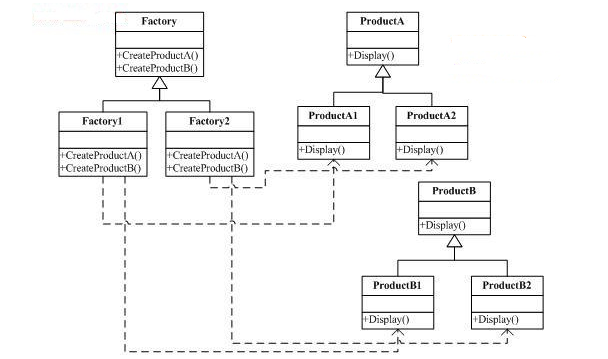 Factory
+CreateProductA()
+CreateProductB()
ProductA
+Display()
Factory1
+CreateProductA()
+CreateProductB()
Factory2
+CreateProductA()
+CreateProductB()
ProductA1
+Display()
ProductA2
+Display()
ProductB
+Display()
ProductB1
+Display()
ProductB2
+Display()